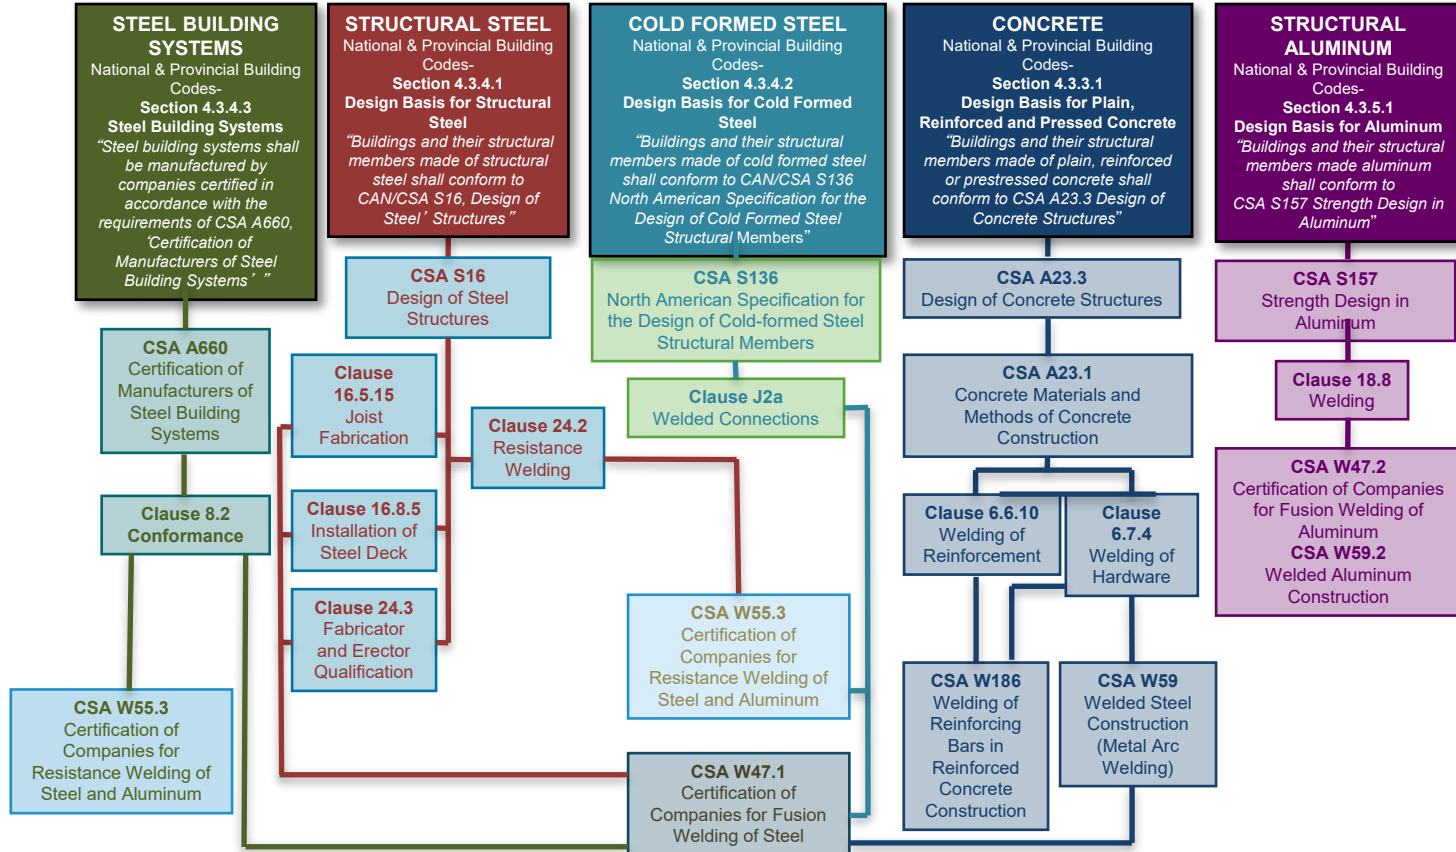 STEEL BUILDING
SYSTEMS
National & Provincial Building
Codes-
Section 4.3.4.3
Steel Building Systems
“Steel building systems shall
be manufactured by
companies certified in
accordance with the
requirements of CSA A660,
‘Certification of
Manufacturers of Steel
Building Systems’ ”
STRUCTURAL STEEL
National & Provincial Building
Codes-
Section 4.3.4.1
Design Basis for Structural
Steel
“Buildings and their structural
members made of structural
steel shall conform to
CAN/CSA S16, Design of
Steel’ Structures”
COLD FORMED STEEL
National & Provincial Building
Codes-
Section 4.3.4.2
Design Basis for Cold Formed
Steel
“Buildings and their structural
members made of cold formed steel
shall conform to CAN/CSA S136
North American Specification for the
Design of Cold Formed Steel
Structural Members”
CONCRETE
National & Provincial Building
Codes-
Section 4.3.3.1
Design Basis for Plain,
Reinforced and Pressed Concrete
“Buildings and their structural
members made of plain, reinforced
or prestressed concrete shall
conform to CSA A23.3 Design of
Concrete Structures”
STRUCTURAL
ALUMINUM
National & Provincial Building
Codes-
Section 4.3.5.1
Design Basis for Aluminum
“Buildings and their structural
members made aluminum
shall conform to
CSA S157 Strength Design in
Aluminum”
CSA S16
Design of Steel
Structures
CSA S136
North American Specification for
the Design of Cold-formed Steel
Structural Members
CSA A23.3
Design of Concrete Structures
CSA S157
Strength Design in
Aluminum
CSA A660
Certification of
Manufacturers of
Steel Building
Systems
Clause
16.5.15
Joist
Fabrication
Clause 24.2
Resistance
Welding
Clause J2a
Welded Connections
CSA A23.1
Concrete Materials and
Methods of Concrete
Construction
Clause 18.8
Welding
Clause 8.2
Conformance
Clause 16.8.5
Installation of
Steel Deck
Clause 6.6.10
Welding of
Reinforcement
Clause
6.7.4
Welding of
Hardware
CSA W47.2
Certification of Companies
for Fusion Welding of
Aluminum
CSA W59.2
Welded Aluminum
Construction
Clause 24.3
Fabricator
and Erector
Qualification
CSA W55.3
Certification of
Companies for
Resistance Welding of
Steel and Aluminum
CSA W55.3
Certification of
Companies for
Resistance Welding of
Steel and Aluminum
CSA W186
Welding of
Reinforcing
Bars in
Reinforced
Concrete
Construction
CSA W59
Welded Steel
Construction
(Metal Arc
Welding)
CSA W47.1
Certification of
Companies for Fusion
Welding of Steel